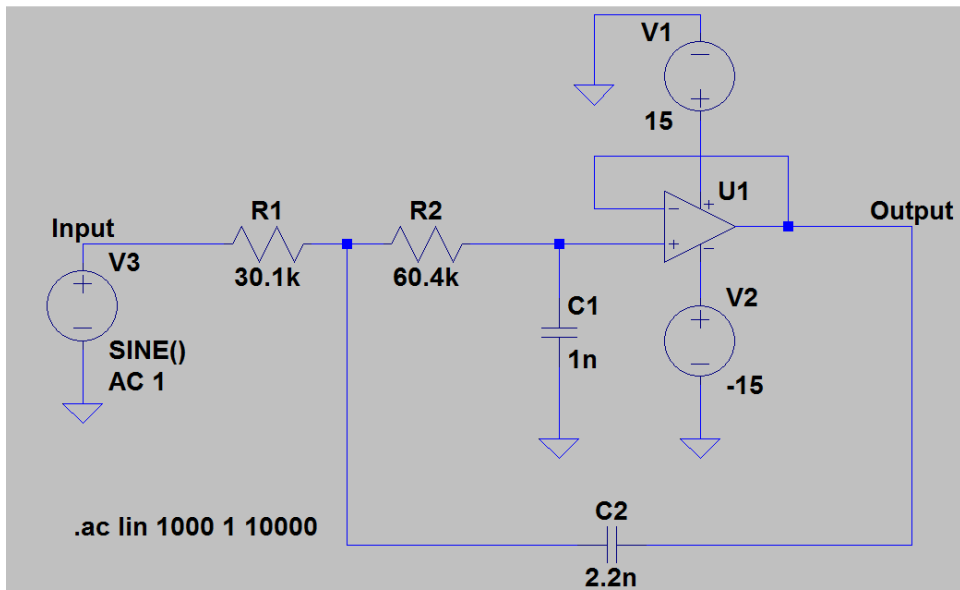 V1
15
U1
Input
R1
R2
Output
V3
30.1k
60.4k
C1
V2
1n
SINE()
AC 1
-15
.ac lin 1000 1 10000
C2
2.2n